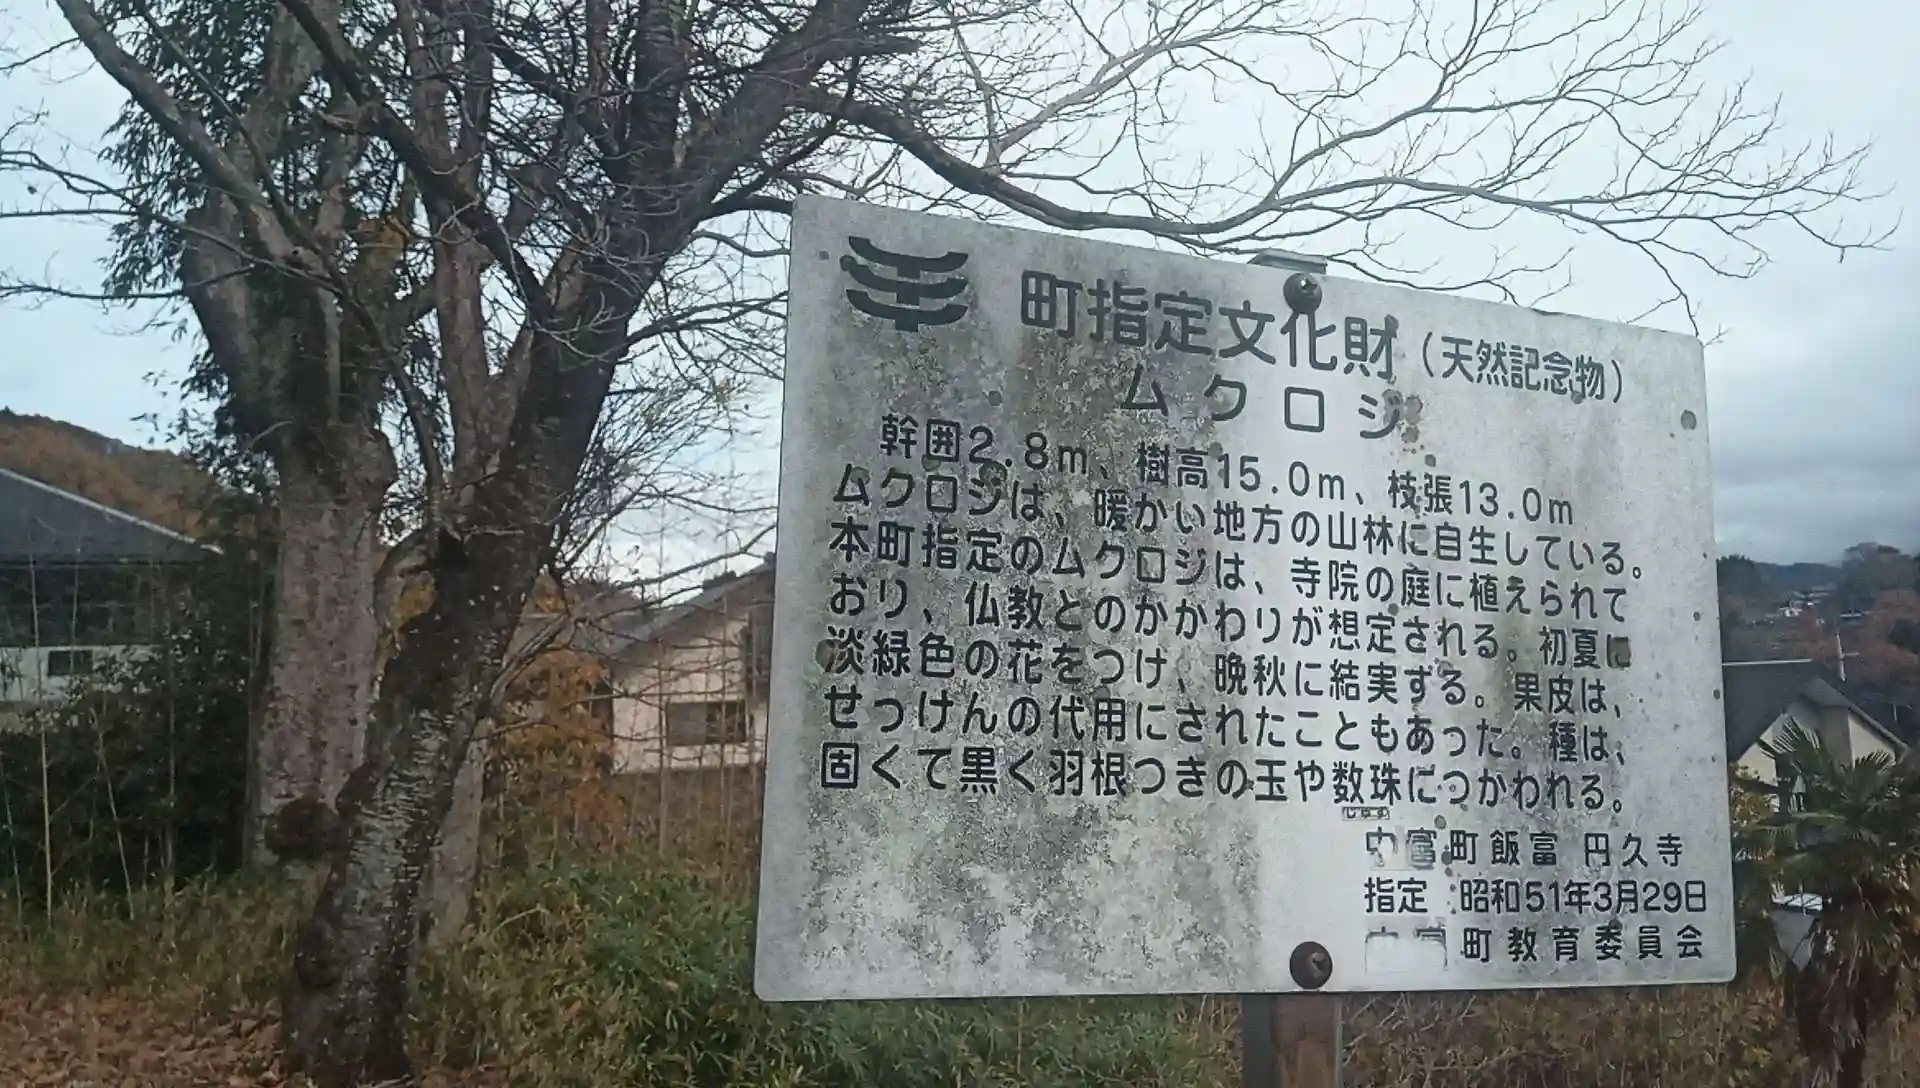 町指定文化財（天然記念物）
ムクロジ
幹囲2.8m、樹高15.0m、枝張13.0m
ムクロジは、暖かい地方の山林に自生している。
本町指定のムクロジは、寺院の庭に植えられて
おり、仏教とのかかわりが想定される。初夏に
淡緑色の花をつけ、晩秋に結実する。果皮は、
せっけんの代用にされたこともあった。種は、
固くて黒く羽根つきの玉や数珠につかわれる。
じゅず
中富町飯富 円久寺
指定 昭和51年3月29日
町教育委員会